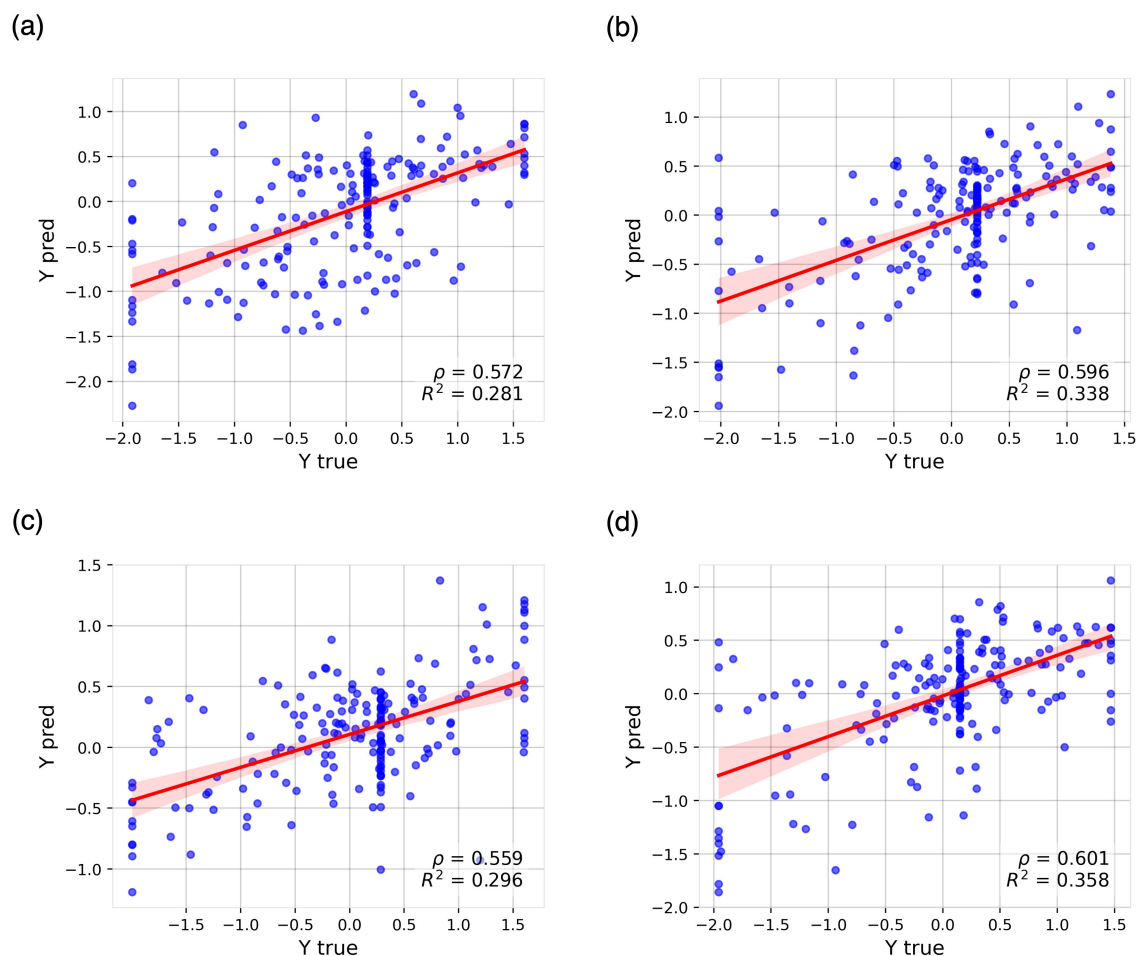 (a)
1.0
0.5
0.0
−0.5
−1.0
−1.5
−2.0
Y pred
ρ = 0.572
R² = 0.281
−2.0 −1.5 −1.0 −0.5 0.0 0.5 1.0 1.5
Y true
(b)
1.0
0.5
0.0
−0.5
−1.0
−1.5
−2.0
Y pred
ρ = 0.596
R² = 0.338
−2.0 −1.5 −1.0 −0.5 0.0 0.5 1.0 1.5
Y true
(c)
1.5
1.0
0.5
0.0
−0.5
−1.0
Y pred
ρ = 0.559
R² = 0.296
−1.5 −1.0 −0.5 0.0 0.5 1.0 1.5
Y true
(d)
1.0
0.5
0.0
−0.5
−1.0
−1.5
−2.0
Y pred
ρ = 0.601
R² = 0.358
−2.0 −1.5 −1.0 −0.5 0.0 0.5 1.0 1.5
Y true